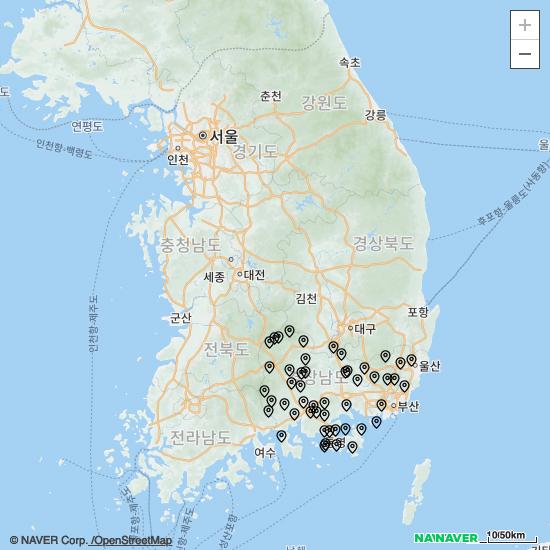 속초
춘천
강원도
강릉
연평도
서울
인천
인천항-백령도
경기도
후포항-울릉도(사동항)
충청남도
경상북도
세종
대전
김천
군산
포항
대구
전북도
울산
부산
전라남도
여수
인천항-제주도
© NAVER Corp. /OpenStreetMap
NAVER
10/50km